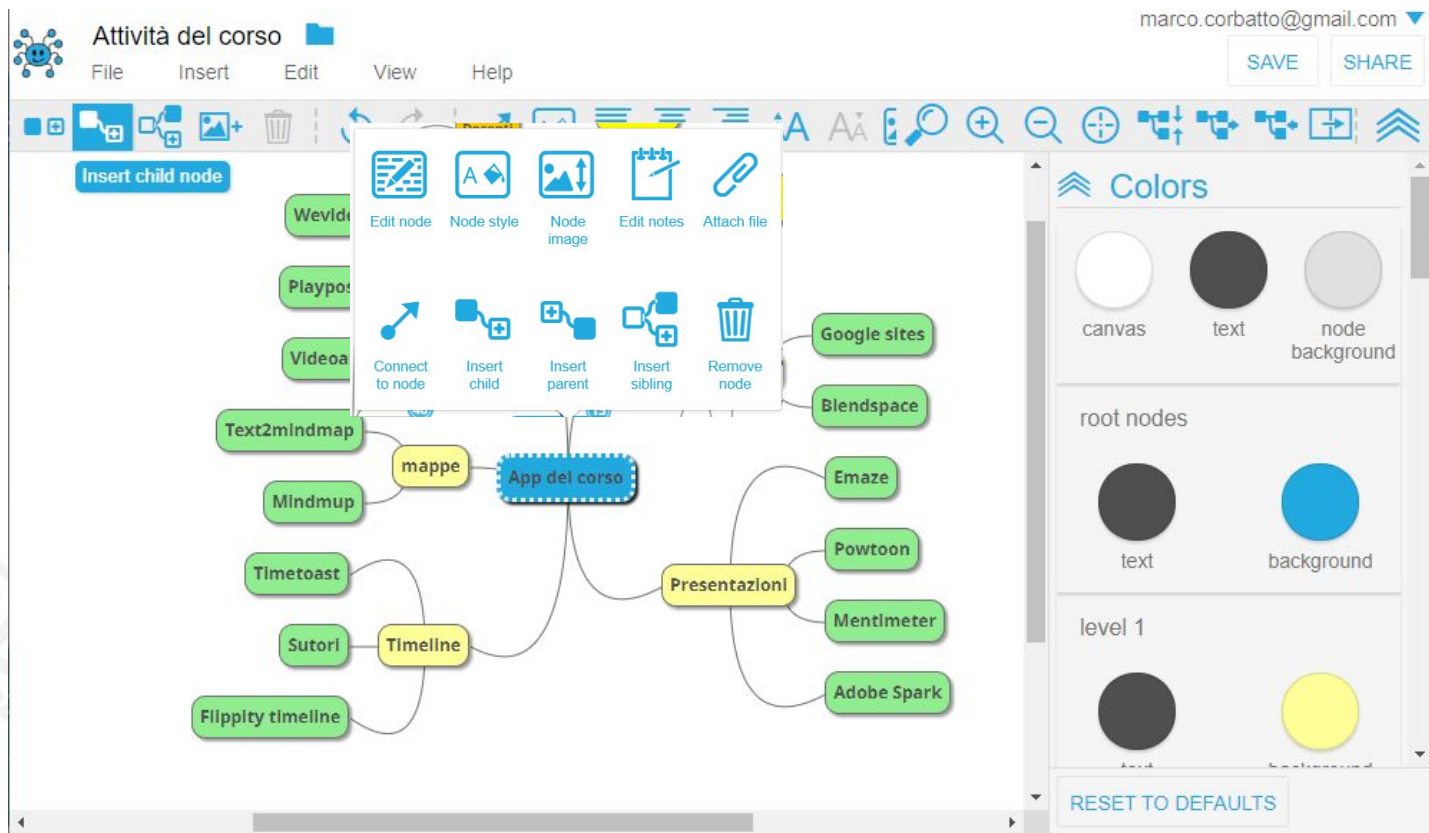 marco.corbatto@gmail.com
Attività del corso
File Insert Edit View Help
SAVE SHARE
Insert child node
Edit node Node style Node image Edit notes Attach file
Connect to node Insert child Insert parent Insert sibling Remove node
Google sites
Blendspace
Text2mindmap
mappe
App del corso
Emaze
Mindmup
Powtoon
Timetoast
Presentazioni
Mentimeter
Sutori
Timeline
Adobe Spark
Flippity timeline
Colors
canvas text node background
root nodes
text background
level 1
RESET TO DEFAULTS